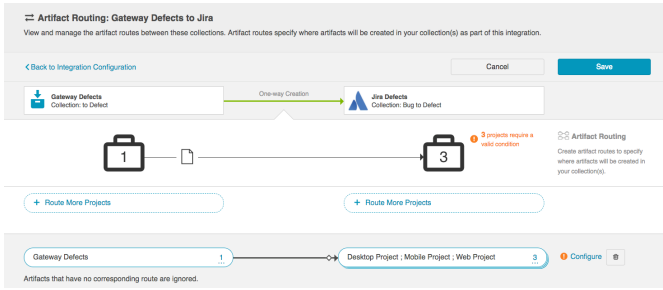 Artifact Routing: Gateway Defects to Jira
View and manage the artifact routes between these collections. Artifact routes specify where artifacts will be created in your collection(s) as part of this integration.
Back to Integration Configuration
Cancel
Save
Gateway Defects
Collection: to Defect
One-way Creation
Jira Defects
Collection: Bug to Defect
1
3
3 projects require a
valid condition
Artifact Routing
Create artifact routes to specify
where artifacts will be created in
your collection(s).
+ Route More Projects
+ Route More Projects
Gateway Defects 1
Desktop Project ; Mobile Project ; Web Project 3
Configure
Artifacts that have no corresponding route are ignored.